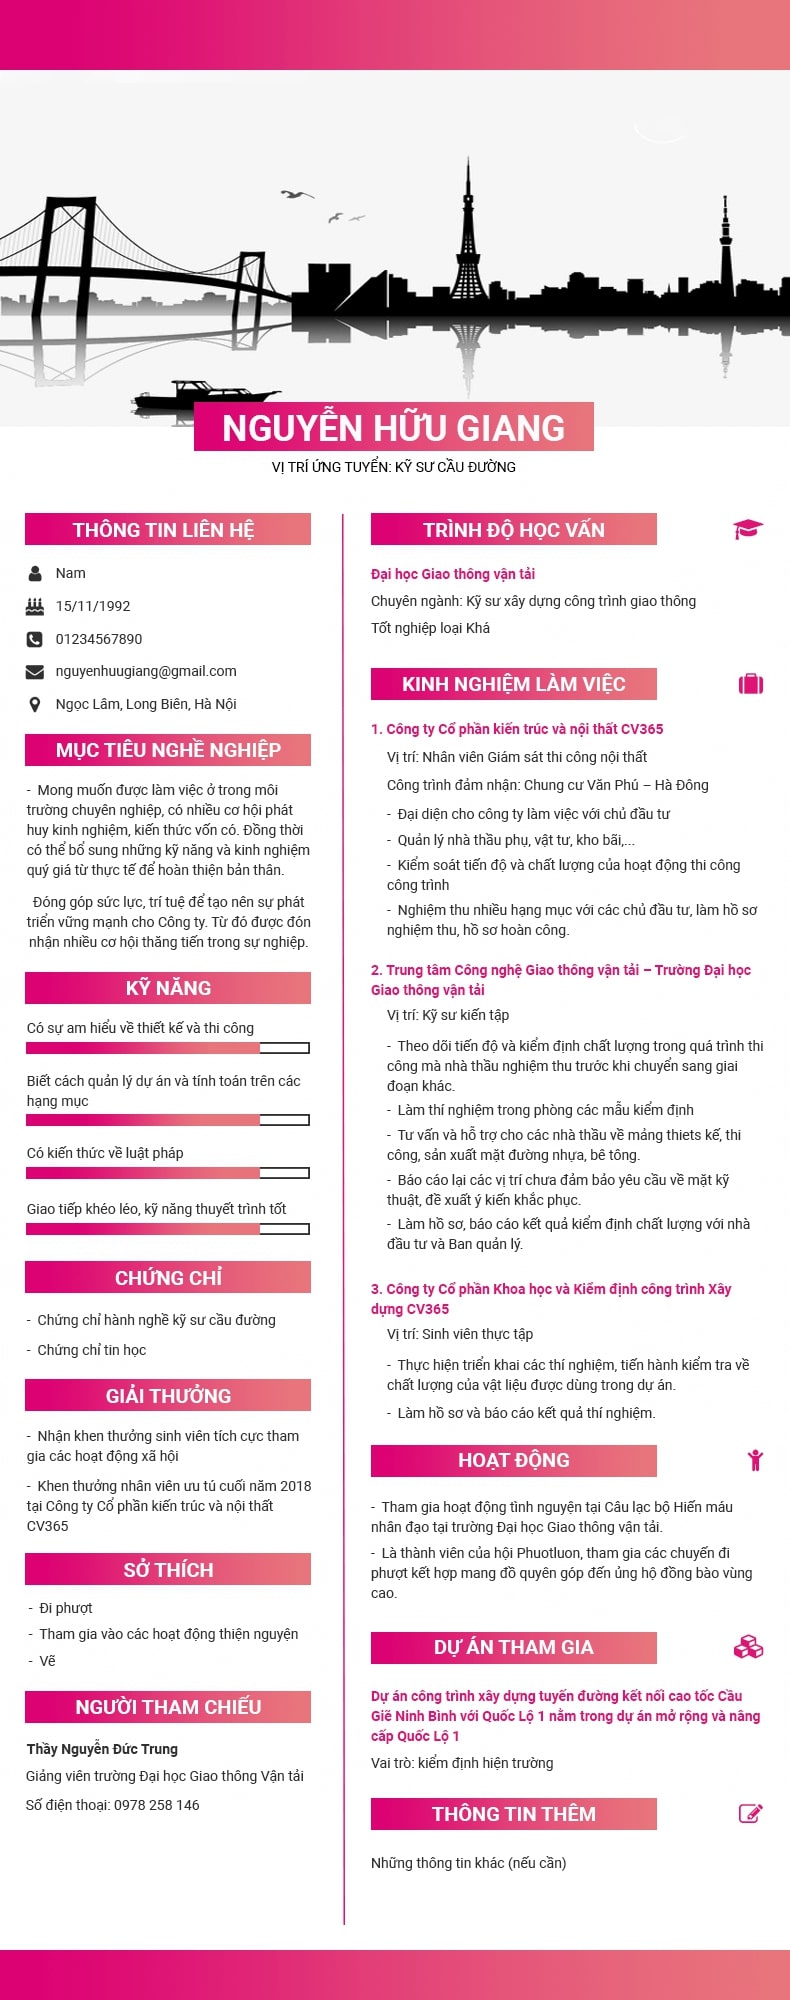 NGUYỄN HỮU GIANG
VỊ TRÍ ỨNG TUYỂN: KỸ SƯ CẦU ĐƯỜNG
THÔNG TIN LIÊN HỆ
Nam
15/11/1992
01234567890
nguyenhuugiang@gmail.com
Ngọc Lâm, Long Biên, Hà Nội
MỤC TIÊU NGHỀ NGHIỆP
- Mong muốn được làm việc ở trong môi
trường chuyên nghiệp, có nhiều cơ hội phát
huy kinh nghiệm, kiến thức vốn có. Đồng thời
có thể bổ sung những kỹ năng và kinh nghiệm
quý giá từ thực tế để hoàn thiện bản thân.
Đóng góp sức lực, trí tuệ để tạo nên sự phát
triển vững mạnh cho Công ty. Từ đó được đón
nhận nhiều cơ hội thăng tiến trong sự nghiệp.
KỸ NĂNG
Có sự am hiểu về thiết kế và thi công
Biết cách quản lý dự án và tính toán trên các
hạng mục
Có kiến thức về luật pháp
Giao tiếp khéo léo, kỹ năng thuyết trình tốt
CHỨNG CHỈ
- Chứng chỉ hành nghề kỹ sư cầu đường
- Chứng chỉ tin học
GIẢI THƯỞNG
- Nhận khen thưởng sinh viên tích cực tham
gia các hoạt động xã hội
- Khen thưởng nhân viên ưu tú cuối năm 2018
tại Công ty Cổ phần kiến trúc và nội thất
CV365
SỞ THÍCH
- Đi phượt
- Tham gia vào các hoạt động thiện nguyện
- Vẽ
NGƯỜI THAM CHIẾU
Thầy Nguyễn Đức Trung
Giảng viên trường Đại học Giao thông Vận tải
Số điện thoại: 0978 258 146
TRÌNH ĐỘ HỌC VẤN
Đại học Giao thông vận tải
Chuyên ngành: Kỹ sư xây dựng công trình giao thông
Tốt nghiệp loại Khá
KINH NGHIỆM LÀM VIỆC
1. Công ty Cổ phần kiến trúc và nội thất CV365
Vị trí: Nhân viên Giám sát thi công nội thất
Công trình đảm nhận: Chung cư Văn Phú – Hà Đông
- Đại diện cho công ty làm việc với chủ đầu tư
- Quản lý nhà thầu phụ, vật tư, kho bãi,...
- Kiểm soát tiến độ và chất lượng của hoạt động thi công
công trình
- Nghiệm thu nhiều hạng mục với các chủ đầu tư, làm hồ sơ
nghiệm thu, hồ sơ hoàn công.
2. Trung tâm Công nghệ Giao thông vận tải – Trường Đại học
Giao thông vận tải
Vị trí: Kỹ sư kiến tập
- Theo dõi tiến độ và kiểm định chất lượng trong quá trình thi
công mà nhà thầu nghiệm thu trước khi chuyển sang giai
đoạn khác.
- Làm thí nghiệm trong phòng các mẫu kiểm định
- Tư vấn và hỗ trợ cho các nhà thầu về mảng thiets kế, thi
công, sản xuất mặt đường nhựa, bê tông.
- Báo cáo lại các vị trí chưa đảm bảo yêu cầu về mặt kỹ
thuật, đề xuất ý kiến khắc phục.
- Làm hồ sơ, báo cáo kết quả kiểm định chất lượng với nhà
đầu tư và Ban quản lý.
3. Công ty Cổ phần Khoa học và Kiểm định công trình Xây
dựng CV365
Vị trí: Sinh viên thực tập
- Thực hiện triển khai các thí nghiệm, tiến hành kiểm tra về
chất lượng của vật liệu được dùng trong dự án.
- Làm hồ sơ và báo cáo kết quả thí nghiệm.
HOẠT ĐỘNG
- Tham gia hoạt động tình nguyện tại Câu lạc bộ Hiến máu
nhân đạo tại trường Đại học Giao thông vận tải.
- Là thành viên của hội Phuotluon, tham gia các chuyến đi
phượt kết hợp mang đồ quyên góp đến ủng hộ đồng bào vùng
cao.
DỰ ÁN THAM GIA
Dự án công trình xây dựng tuyến đường kết nối cao tốc Cầu
Giẽ Ninh Bình với Quốc Lộ 1 nằm trong dự án mở rộng và nâng
cấp Quốc Lộ 1
Vai trò: kiểm định hiện trường
THÔNG TIN THÊM
Những thông tin khác (nếu cần)